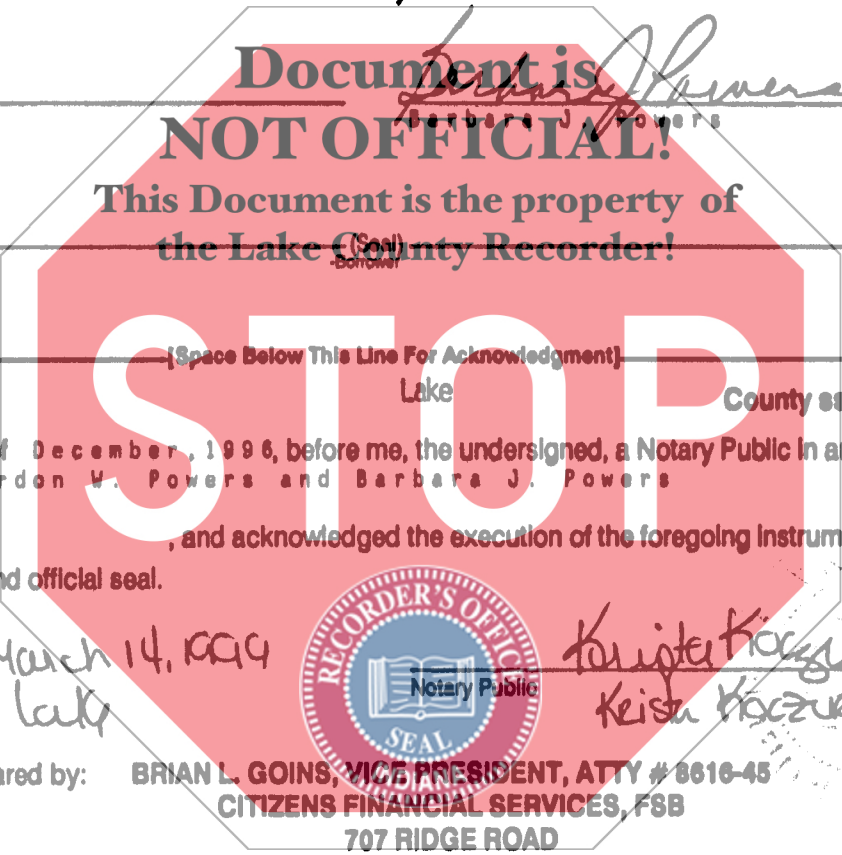 Document is
Barbara J. Powers
Barbara J. Powers
NOT OFFICIAL!
This Document is the property of
the Lake County Recorder!
(Seal)
-Borrower
STOP
[Space Below This Line For Acknowledgment]
Lake County ss
f December, 1996, before me, the undersigned, a Notary Public in a
rdon W. Powers and Barbara J. Powers
, and acknowledged the execution of the foregoing instrum
nd official seal.
RECORDER'S OFFICE
March 14, 1999
Notary Public
Lake
SEAL
INDIANA
ared by: BRIAN L. GOINS, VICE PRESIDENT, ATTY # 8616-45
CITIZENS FINANCIAL SERVICES, FSB
707 RIDGE ROAD